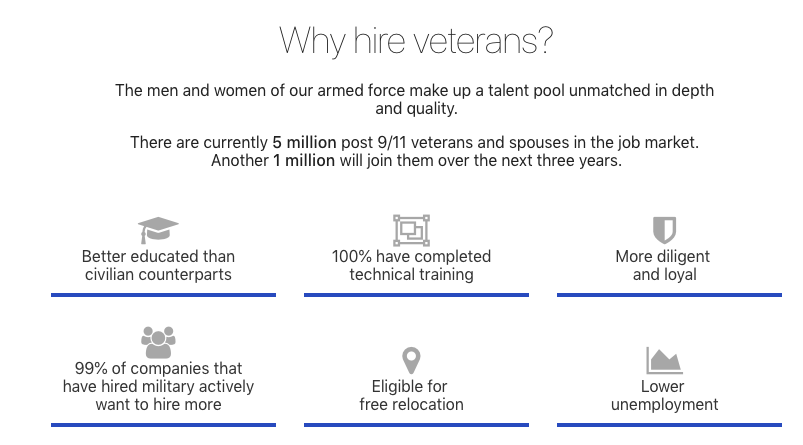 Why hire veterans?
The men and women of our armed force make up a talent pool unmatched in depth
and quality.
There are currently 5 million post 9/11 veterans and spouses in the job market.
Another 1 million will join them over the next three years.
Better educated than
civilian counterparts
100% have completed
technical training
More diligent
and loyal
99% of companies that
have hired military actively
want to hire more
Eligible for
free relocation
Lower
unemployment